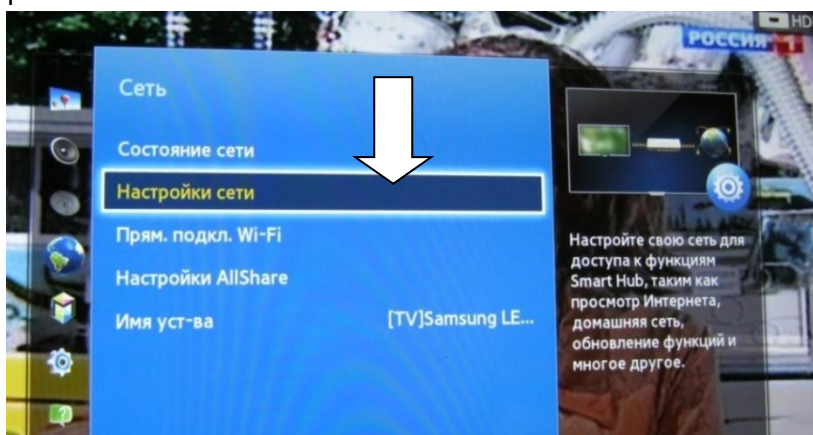 HD
РОССИЯ 1
Сеть
Состояние сети
Настройки сети
Прям. подкл. Wi-Fi
Настройки AllShare
Имя уст-ва [TV]Samsung LE...
Настройте свою сеть для
доступа к функциям
Smart Hub, таким как
просмотр Интернета,
домашняя сеть,
обновление функций и
многое другое.